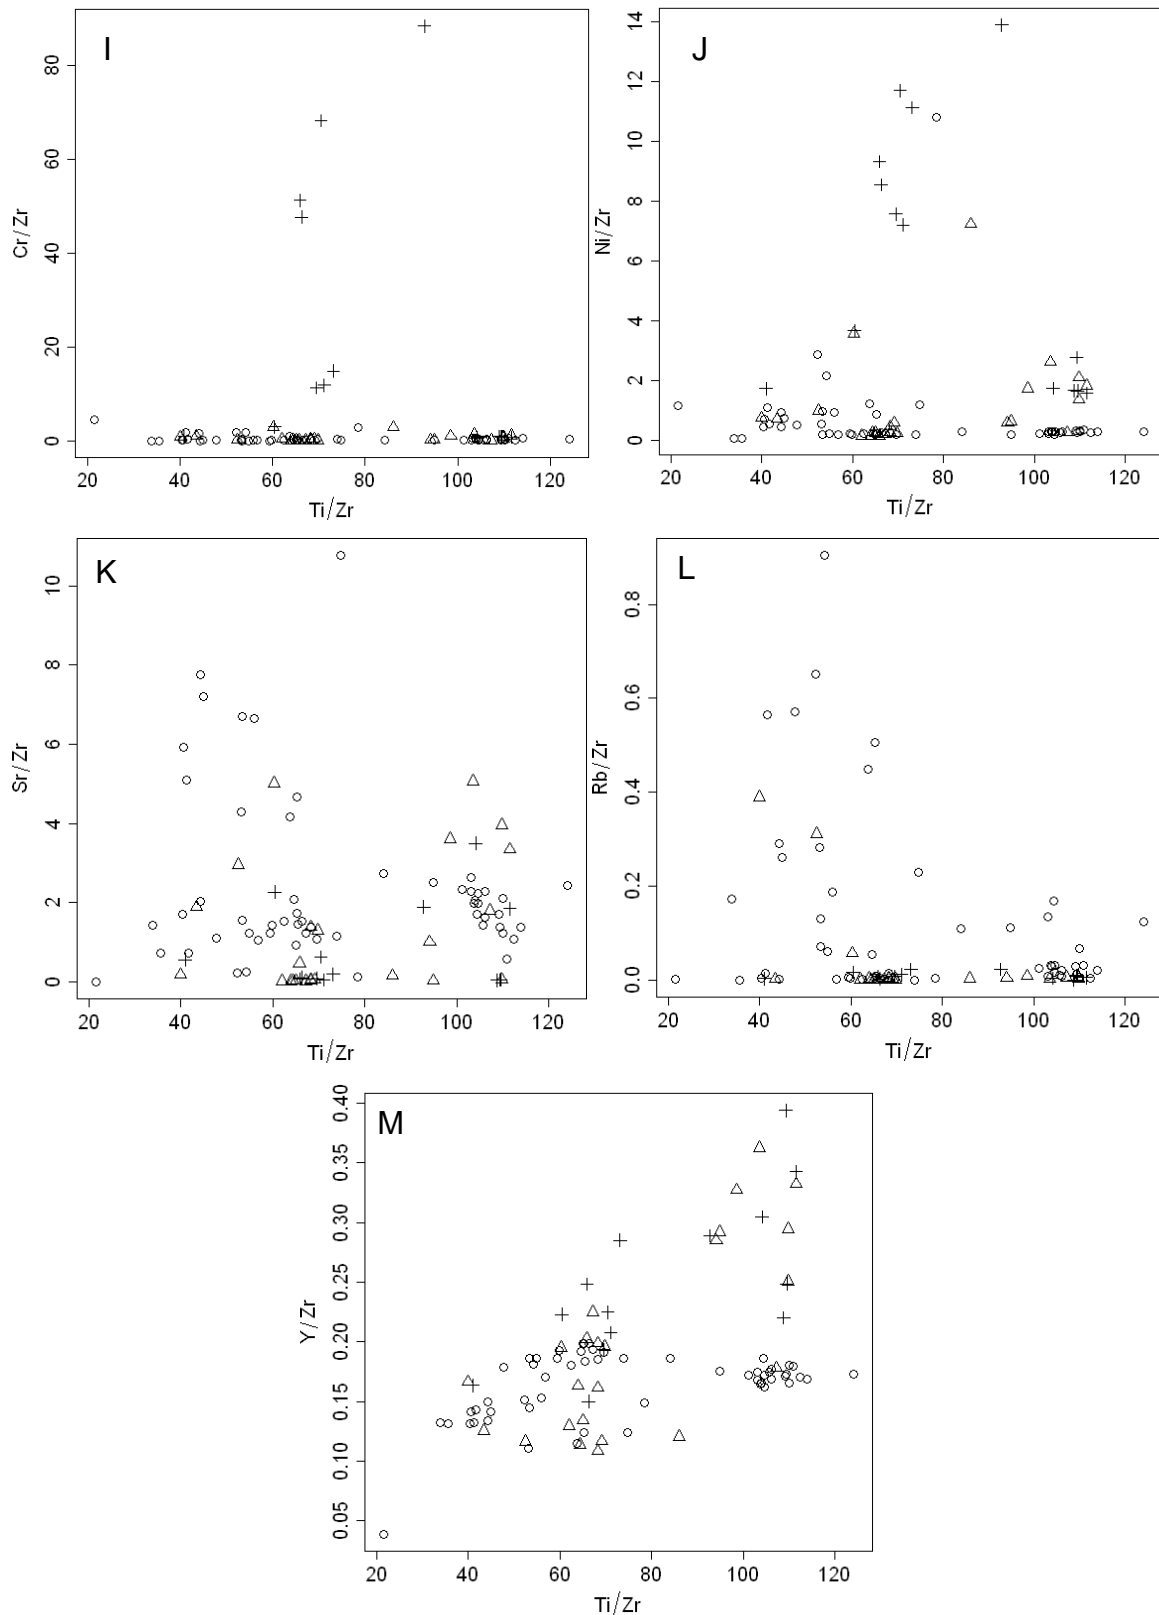 I
Cr/Zr
0 20 40 60 80
20 40 60 80 100 120
Ti/Zr
J
Ni/Zr
0 2 4 6 8 10 12 14
20 40 60 80 100 120
Ti/Zr
K
Sr/Zr
0 2 4 6 8 10
20 40 60 80 100 120
Ti/Zr
L
Rb/Zr
0.0 0.2 0.4 0.6 0.8
20 40 60 80 100 120
Ti/Zr
M
Y/Zr
0.05 0.10 0.15 0.20 0.25 0.30 0.35 0.40
20 40 60 80 100 120
Ti/Zr